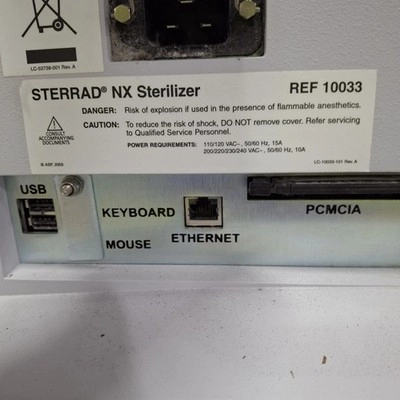 LC-52738-001 Rev. A
STERRAD® NX Sterilizer REF 10033
DANGER: Risk of explosion if used in the presence of flammable anesthetics.
CAUTION: To reduce the risk of shock, DO NOT remove cover. Refer servicing
to Qualified Service Personnel.
CONSULT
ACCOMPANYING
DOCUMENTS
POWER REQUIREMENTS: 110/120 VAC~, 50/60 Hz, 15A
200/220/230/240 VAC~, 50/60 Hz, 10A
© ASP, 2005
LC-10033-101 Rev. A
USB
KEYBOARD
MOUSE
ETHERNET
PCMCIA